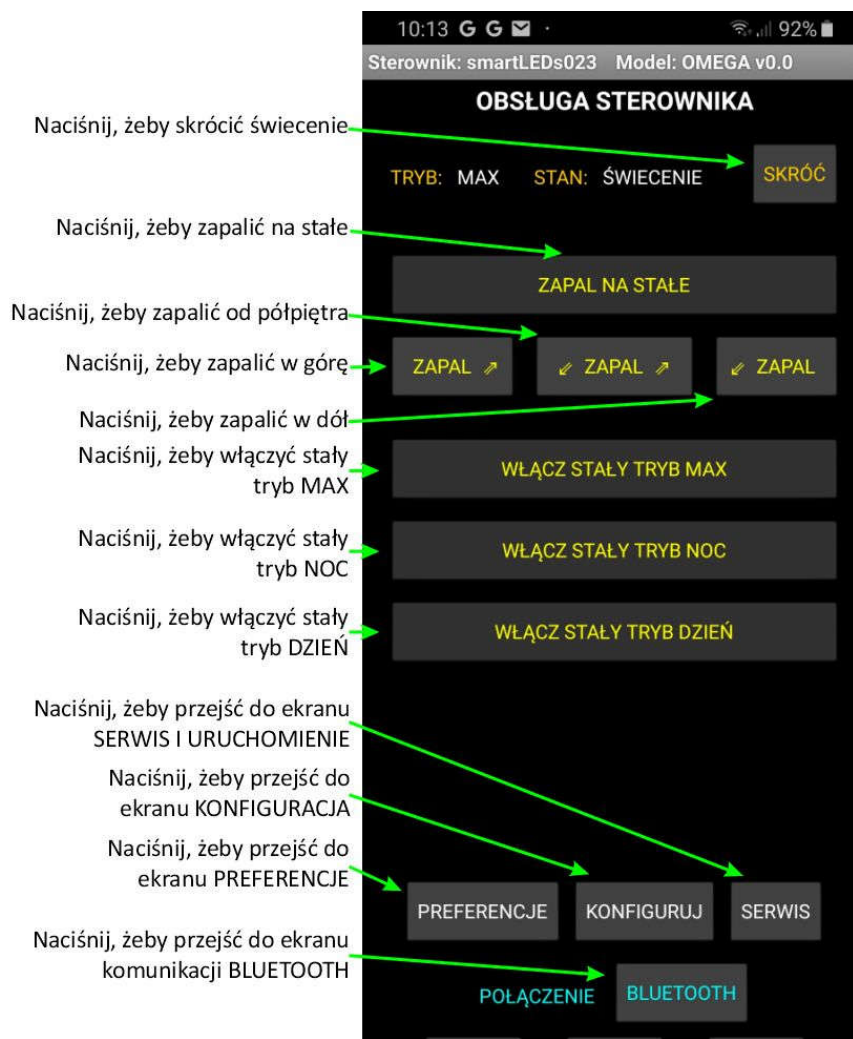 10:13 G G 92%
Sterownik: smartLEDs023 Model: OMEGA v0.0
OBSŁUGA STEROWNIKA
Naciśnij, żeby skrócić świecenie
TRYB: MAX STAN: ŚWIECENIE SKRÓĆ
Naciśnij, żeby zapalić na stałe
ZAPAL NA STAŁE
Naciśnij, żeby zapalić od półpiętra
Naciśnij, żeby zapalić w górę
ZAPAL ⇗ ⇙ ZAPAL ⇗ ⇙ ZAPAL
Naciśnij, żeby zapalić w dół
Naciśnij, żeby włączyć stały
tryb MAX
WŁĄCZ STAŁY TRYB MAX
Naciśnij, żeby włączyć stały
tryb NOC
WŁĄCZ STAŁY TRYB NOC
Naciśnij, żeby włączyć stały
tryb DZIEŃ
WŁĄCZ STAŁY TRYB DZIEŃ
Naciśnij, żeby przejść do ekranu
SERWIS I URUCHOMIENIE
Naciśnij, żeby przejść do
ekranu KONFIGURACJA
Naciśnij, żeby przejść do
ekranu PREFERENCJE
PREFERENCJE KONFIGURUJ SERWIS
Naciśnij, żeby przejść do ekranu
komunikacji BLUETOOTH
POŁĄCZENIE BLUETOOTH